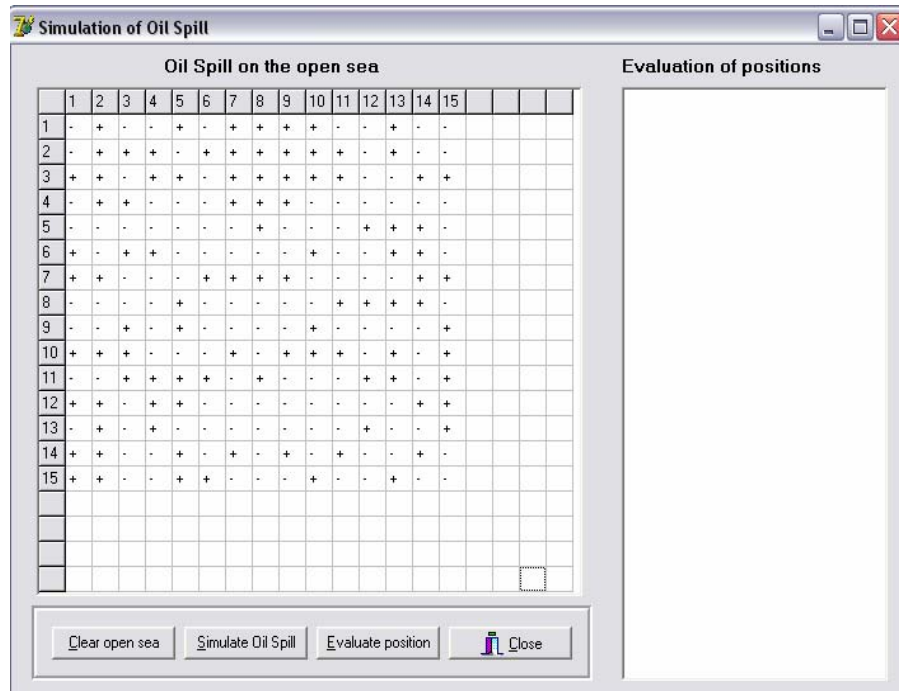 Simulation of Oil Spill
Oil Spill on the open sea
Evaluation of positions
1 2 3 4 5 6 7 8 9 10 11 12 13 14 15
1 - + - - + - + + + + - - + - -
2 - + + + - + + + + + + - + - -
3 + + - + + - + + + + + - - + +
4 - + + - - - + + + - - - - - -
5 - - - - - - - + - - - + + + -
6 + - + + - - - - - + - - + + -
7 + + - - - + + + + - - - - + +
8 - - - - + - - - - - + + + + -
9 - - + - + - - - - + - - - - +
10 + + + - - - + - + + + - + - +
11 - - + + + + - + - - - + + - +
12 + + - + + - - - - - - - - + +
13 - + - + - - - - - - - + - - +
14 + + - - + - + - + - + - - + -
15 + + - - + + - - - + - - + - -
Clear open sea
Simulate Oil Spill
Evaluate position
Close